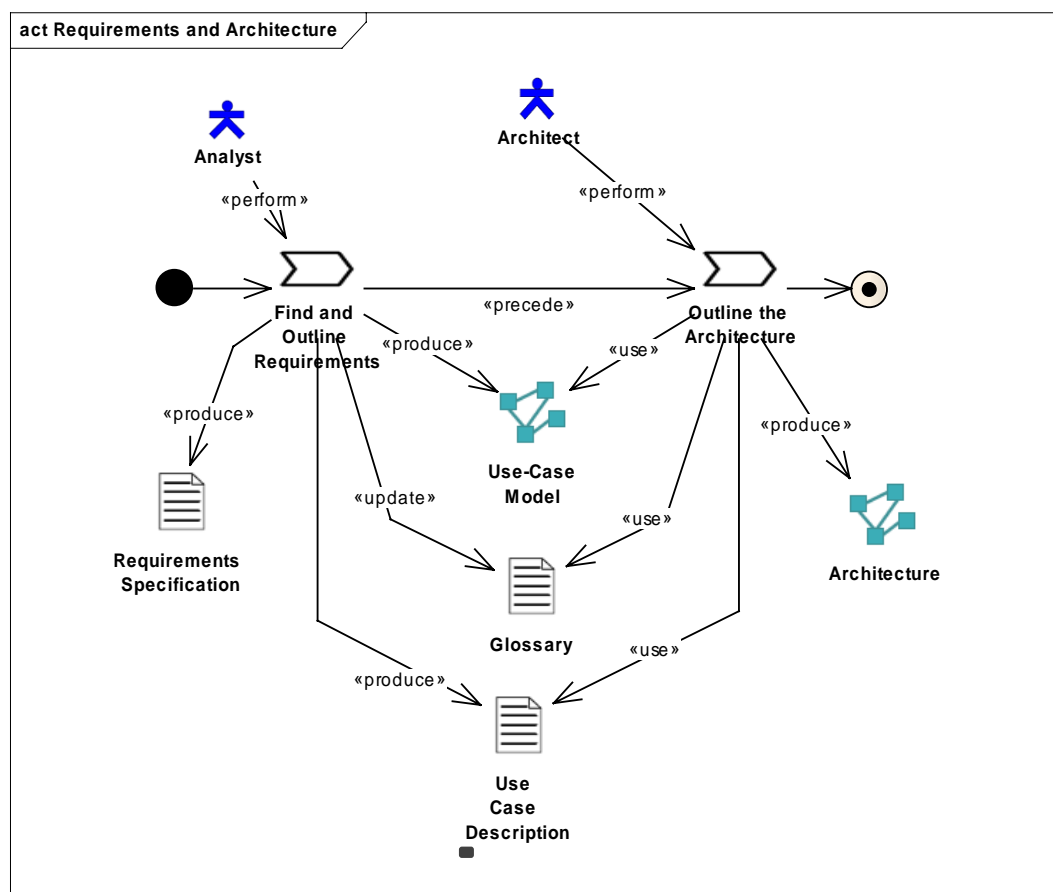 act Requirements and Architecture
Architect
Analyst
«perform»
«perform»
«precede»
Find and
Outline
Requirements
Outline the
Architecture
«produce»
«use»
«produce»
«produce»
Use-Case
Model
«update»
«use»
Requirements
Specification
Architecture
Glossary
«use»
«produce»
Use
Case
Description